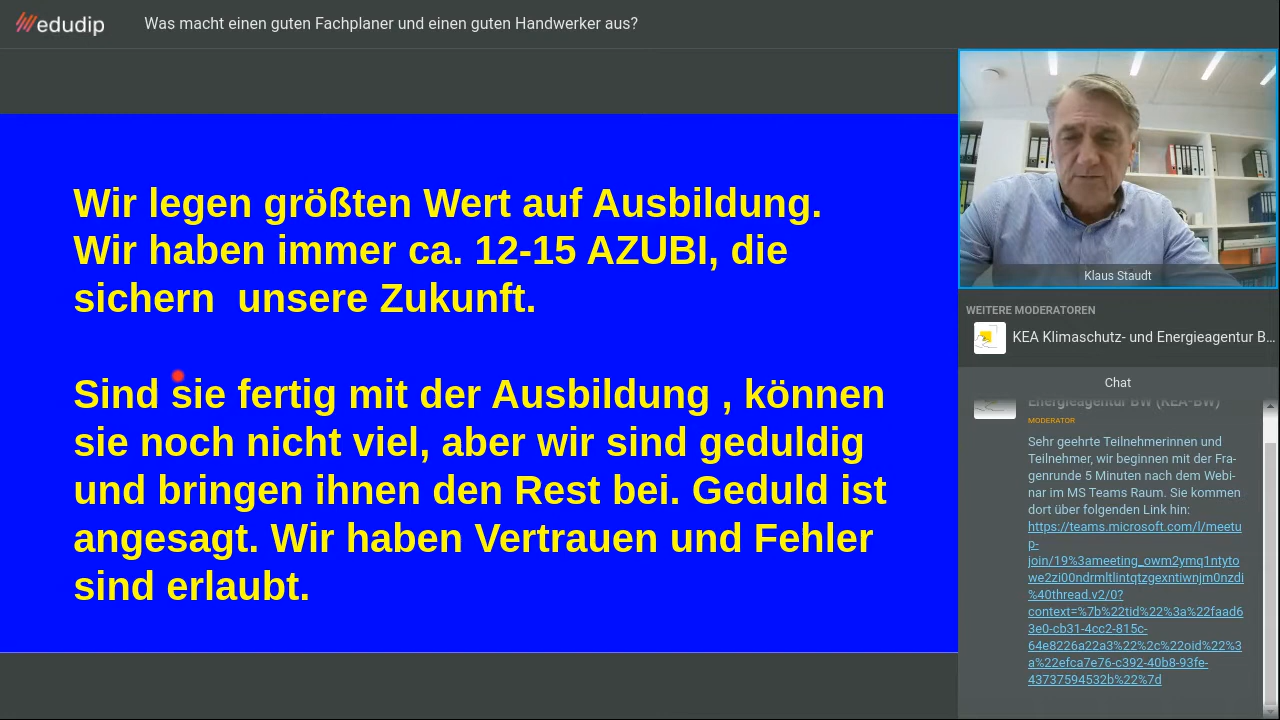 edudip
Was macht einen guten Fachplaner und einen guten Handwerker aus?
Wir legen größten Wert auf Ausbildung.
Wir haben immer ca. 12-15 AZUBI, die
sichern  unsere Zukunft.
Sind sie fertig mit der Ausbildung , können
sie noch nicht viel, aber wir sind geduldig
und bringen ihnen den Rest bei. Geduld ist
angesagt. Wir haben Vertrauen und Fehler
sind erlaubt.
Klaus Staudt
WEITERE MODERATOREN
KEA Klimaschutz- und Energieagentur B...
Chat
Energieagentur BW (KEA-BW)
MODERATOR
Sehr geehrte Teilnehmerinnen und
Teilnehmer, wir beginnen mit der Fra-
genrunde 5 Minuten nach dem Webi-
nar im MS Teams Raum. Sie kommen
dort über folgenden Link hin:
https://teams.microsoft.com/l/meetu
p-
join/19%3ameeting_owm2ymq1ntyto
we2zi00ndrmltlintqtzgexntiwnjm0nzdi
%40thread.v2/0?
context=%7b%22tid%22%3a%22faad6
3e0-cb31-4cc2-815c-
64e8226a22a3%22%2c%22oid%22%3
a%22efca7e76-c392-40b8-93fe-
43737594532b%22%7d